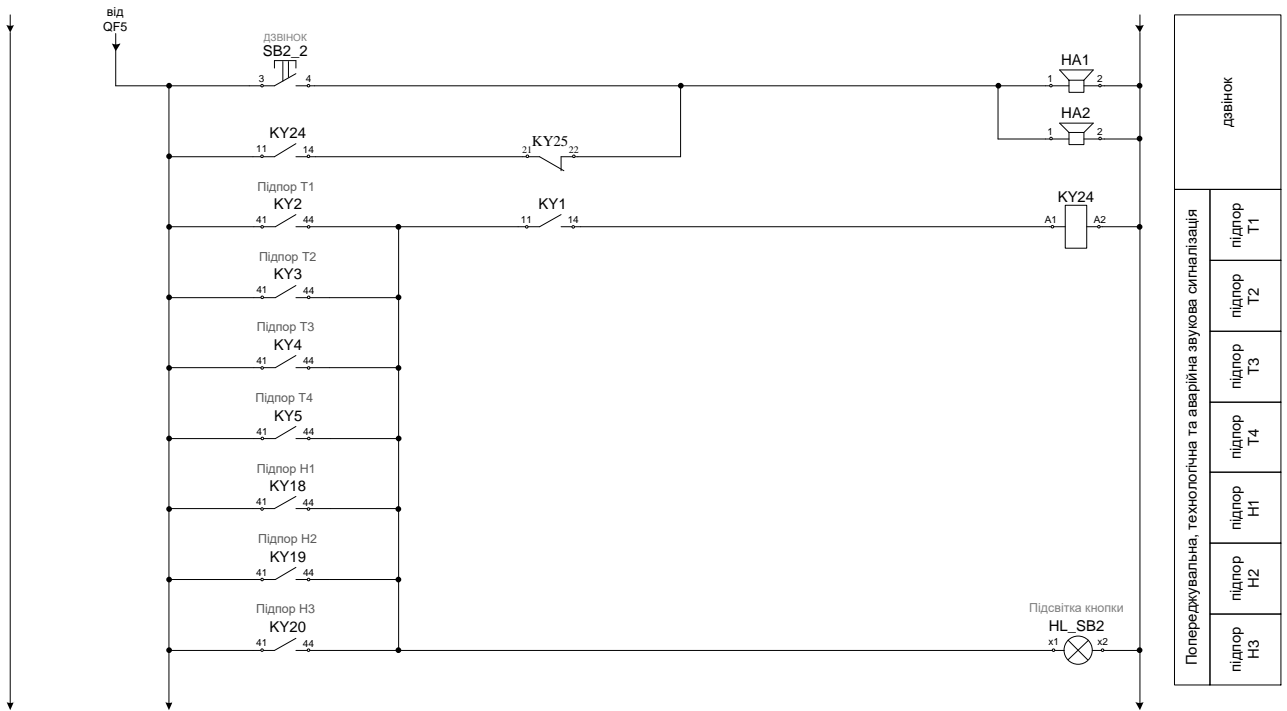 від
QF5
дзвінок
SB2_2
3
4
HA1
1
2
HA2
1
2
KY24
11
14
KY25
21
22
Підпор Т1
KY2
41
44
KY1
11
14
KY24
A1
A2
Підпор Т2
KY3
41
44
Підпор Т3
KY4
41
44
Підпор Т4
KY5
41
44
Підпор Н1
KY18
41
44
Підпор Н2
KY19
41
44
Підпор Н3
KY20
41
44
Підсвітка кнопки
HL_SB2
x1
x2
дзвінок
Попереджувальна, технологічна та аварійна звукова сигналізація
підпор
Т1
підпор
Т2
підпор
Т3
підпор
Т4
підпор
Н1
підпор
Н2
підпор
Н3